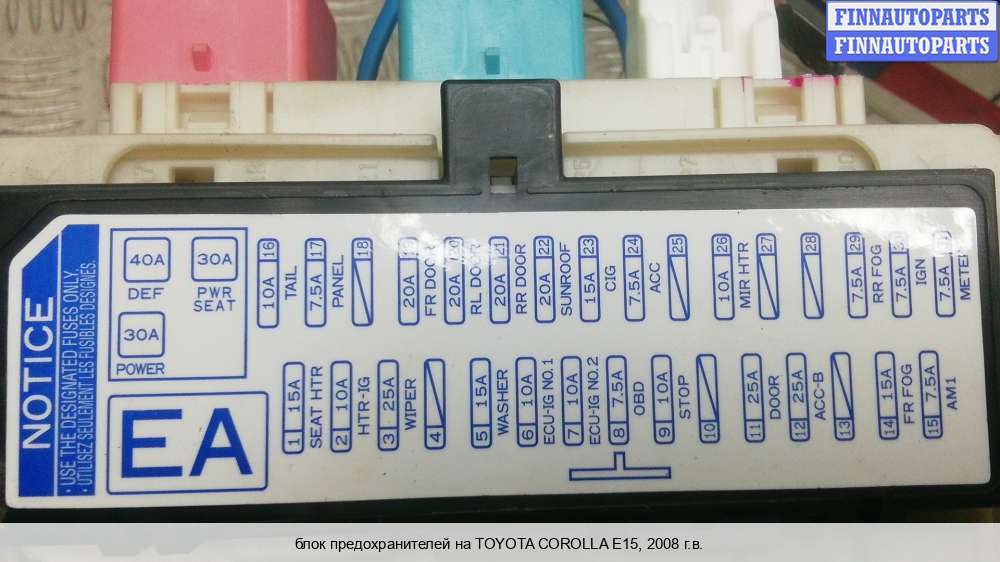 FINNAUTOPARTS
FINNAUTOPARTS
NOTICE
· USE THE DESIGNATED FUSES ONLY.
· UTILISEZ SEULEMENT LES FUSIBLES DESIGNES.
40A
DEF
30A
PWR
SEAT
30A
POWER
EA
10A 16
TAIL
7.5A 17
PANEL
18
20A 19
FR DOOR
20A 20
RL DOOR
20A 21
RR DOOR
20A 22
SUNROOF
15A 23
CIG
7.5A 24
ACC
25
10A 26
MIR HTR
27
28
7.5A 29
RR FOG
7.5A 30
IGN
7.5A
METER
1 15A
SEAT HTR
2 10A
HTR-IG
3 25A
WIPER
4
5 15A
WASHER
6 10A
ECU-IG NO.1
7 10A
ECU-IG NO.2
8 7.5A
OBD
9 10A
STOP
10
11 25A
DOOR
12 25A
ACC-B
13
14 15A
FR FOG
15 7.5A
AM1
блок предохранителей на TOYOTA COROLLA E15, 2008 г.в.